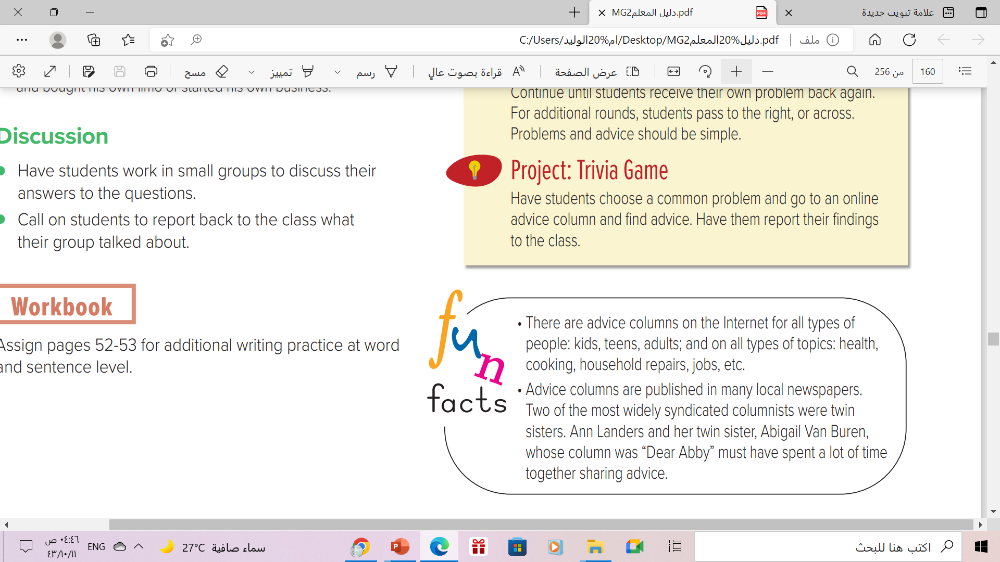 MG2دليل المعلم.pdf
علامة تبويب جديدة
C:/Users/ام%20الوليد/Desktop/MG2دليل%20المعلم.pdf
ملف
مسح
تمييز
رسم
قراءة بصوت عالٍ
عرض الصفحة
من 256
160
and bought his own limo or started his own business.
Discussion
Have students work in small groups to discuss their
answers to the questions.
Call on students to report back to the class what
their group talked about.
Workbook
Assign pages 52-53 for additional writing practice at word
and sentence level.
Continue until students receive their own problem back again.
For additional rounds, students pass to the right, or across.
Problems and advice should be simple.
Project: Trivia Game
Have students choose a common problem and go to an online
advice column and find advice. Have them report their findings
to the class.
fun
facts
• There are advice columns on the Internet for all types of
people: kids, teens, adults; and on all types of topics: health,
cooking, household repairs, jobs, etc.
• Advice columns are published in many local newspapers.
Two of the most widely syndicated columnists were twin
sisters. Ann Landers and her twin sister, Abigail Van Buren,
whose column was “Dear Abby” must have spent a lot of time
together sharing advice.
٠٤:٤٦ ص
٤٣/١٠/١١
ENG
27°C سماء صافية
اكتب هنا للبحث